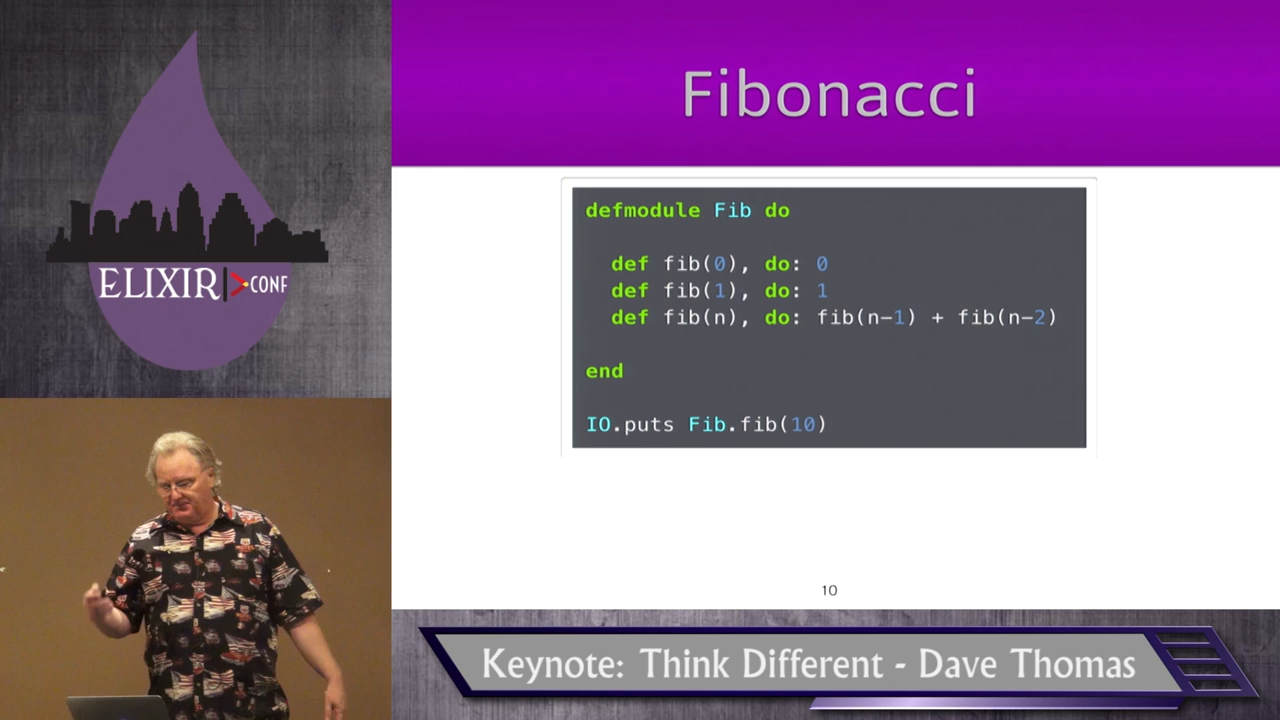 ELIXIR CONF
Fibonacci
defmodule Fib do
def fib(0), do: 0
def fib(1), do: 1
def fib(n), do: fib(n-1) + fib(n-2)
end
IO.puts Fib.fib(10)
10
Keynote: Think Different - Dave Thomas